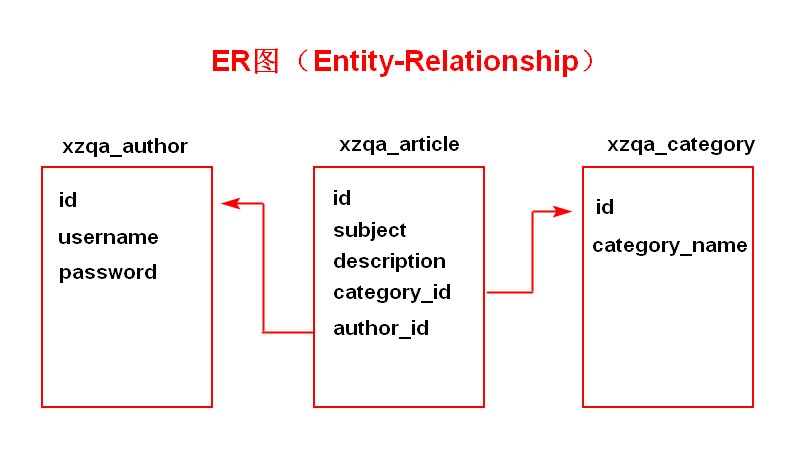 ER图（Entity-Relationship）
xzqa_author
id
username
password
xzqa_article
id
subject
description
category_id
author_id
xzqa_category
id
category_name